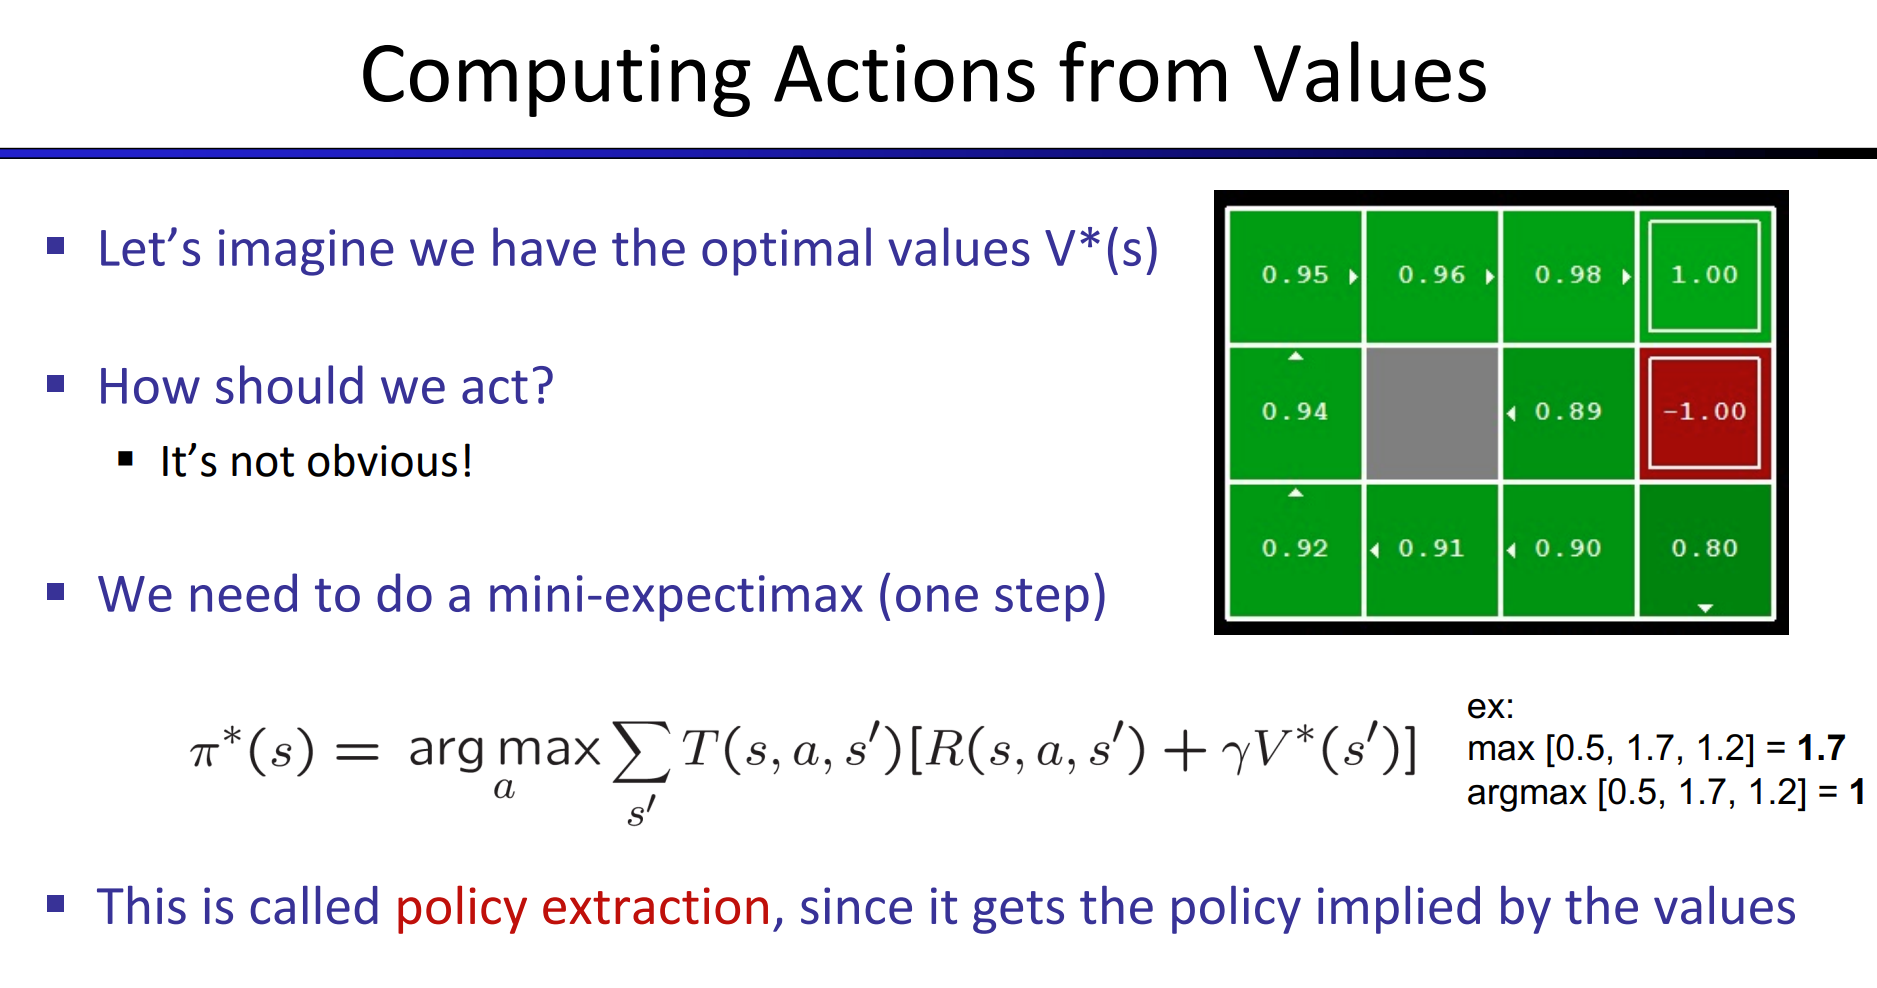 Computing Actions from Values
▪ Let’s imagine we have the optimal values V*(s)
▪ How should we act?
▪ It’s not obvious!
▪ We need to do a mini-expectimax (one step)
0.95 0.96 0.98 1.00
0.94 0.89 -1.00
0.92 0.91 0.90 0.80
π*(s) = arg max_a ∑_{s′} T(s, a, s′)[R(s, a, s′) + γV*(s′)]
ex:
max [0.5, 1.7, 1.2] = 1.7
argmax [0.5, 1.7, 1.2] = 1
▪ This is called policy extraction, since it gets the policy implied by the values